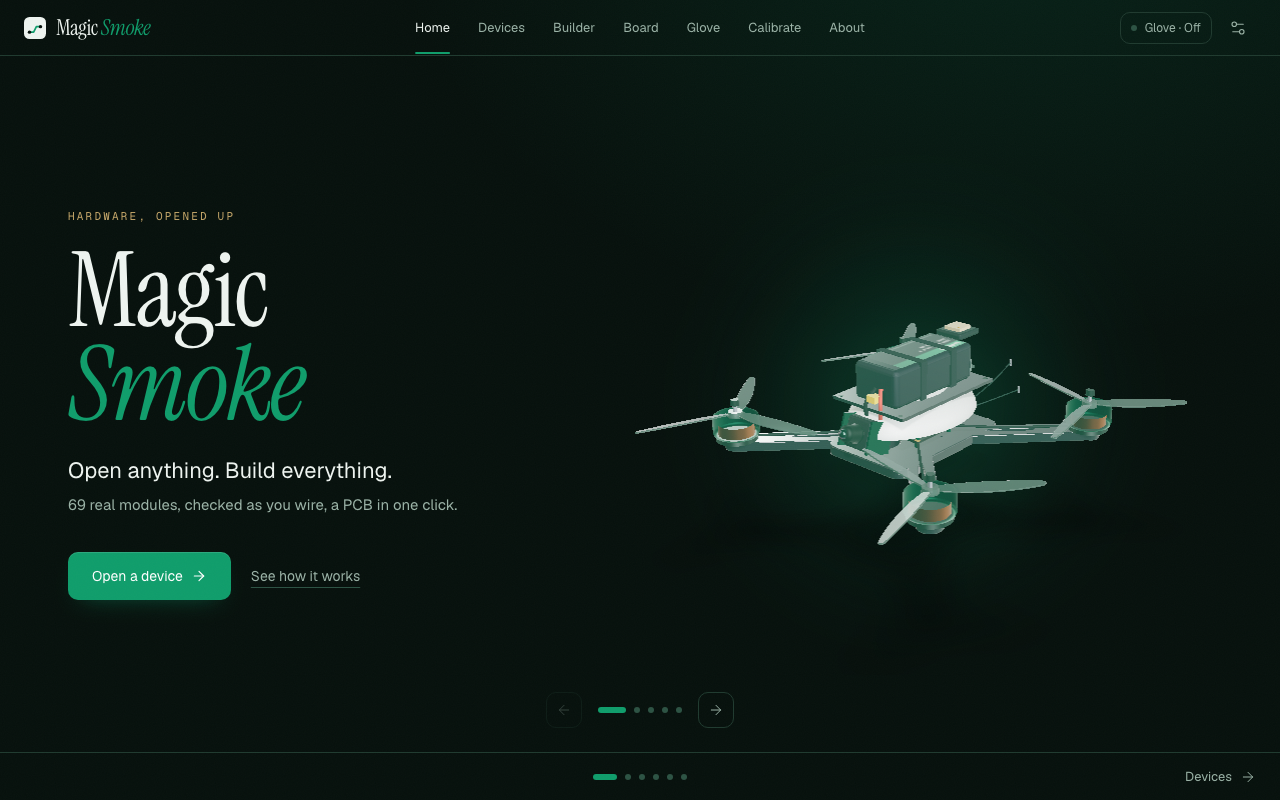 Magic Smoke
Home
Devices
Builder
Board
Glove
Calibrate
About
Glove · Off
HARDWARE, OPENED UP
Magic
Smoke
Open anything. Build everything.
69 real modules, checked as you wire, a PCB in one click.
Open a device
See how it works
Devices